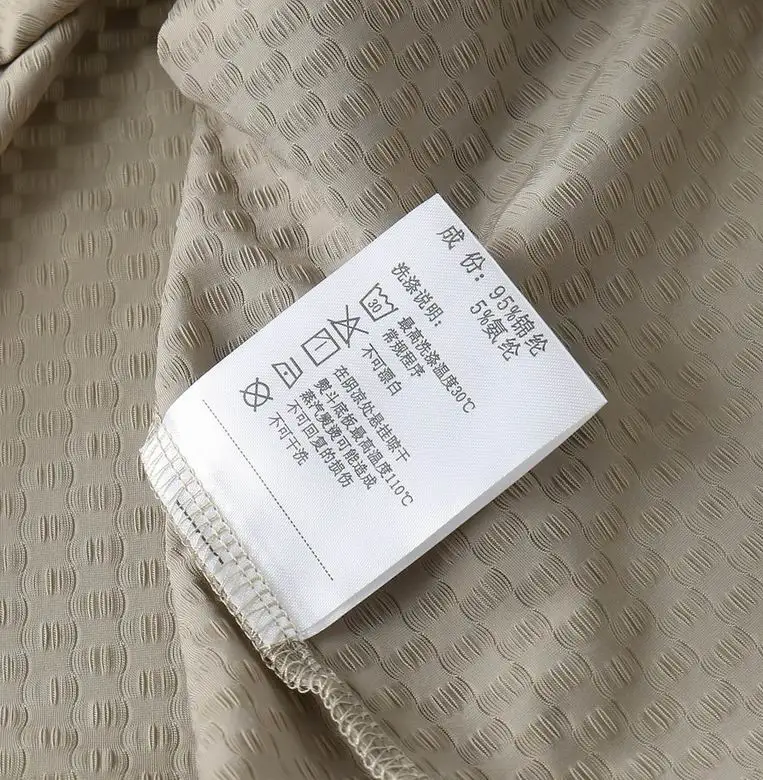 成 份：95%锦纶
5%氨纶
洗涤说明：
30
最高洗涤温度30℃
常规程序
不可漂白
在阴凉处悬挂晾干
熨斗底板最高温度110℃
蒸汽熨烫可能造成
不可回复的损伤
不可干洗